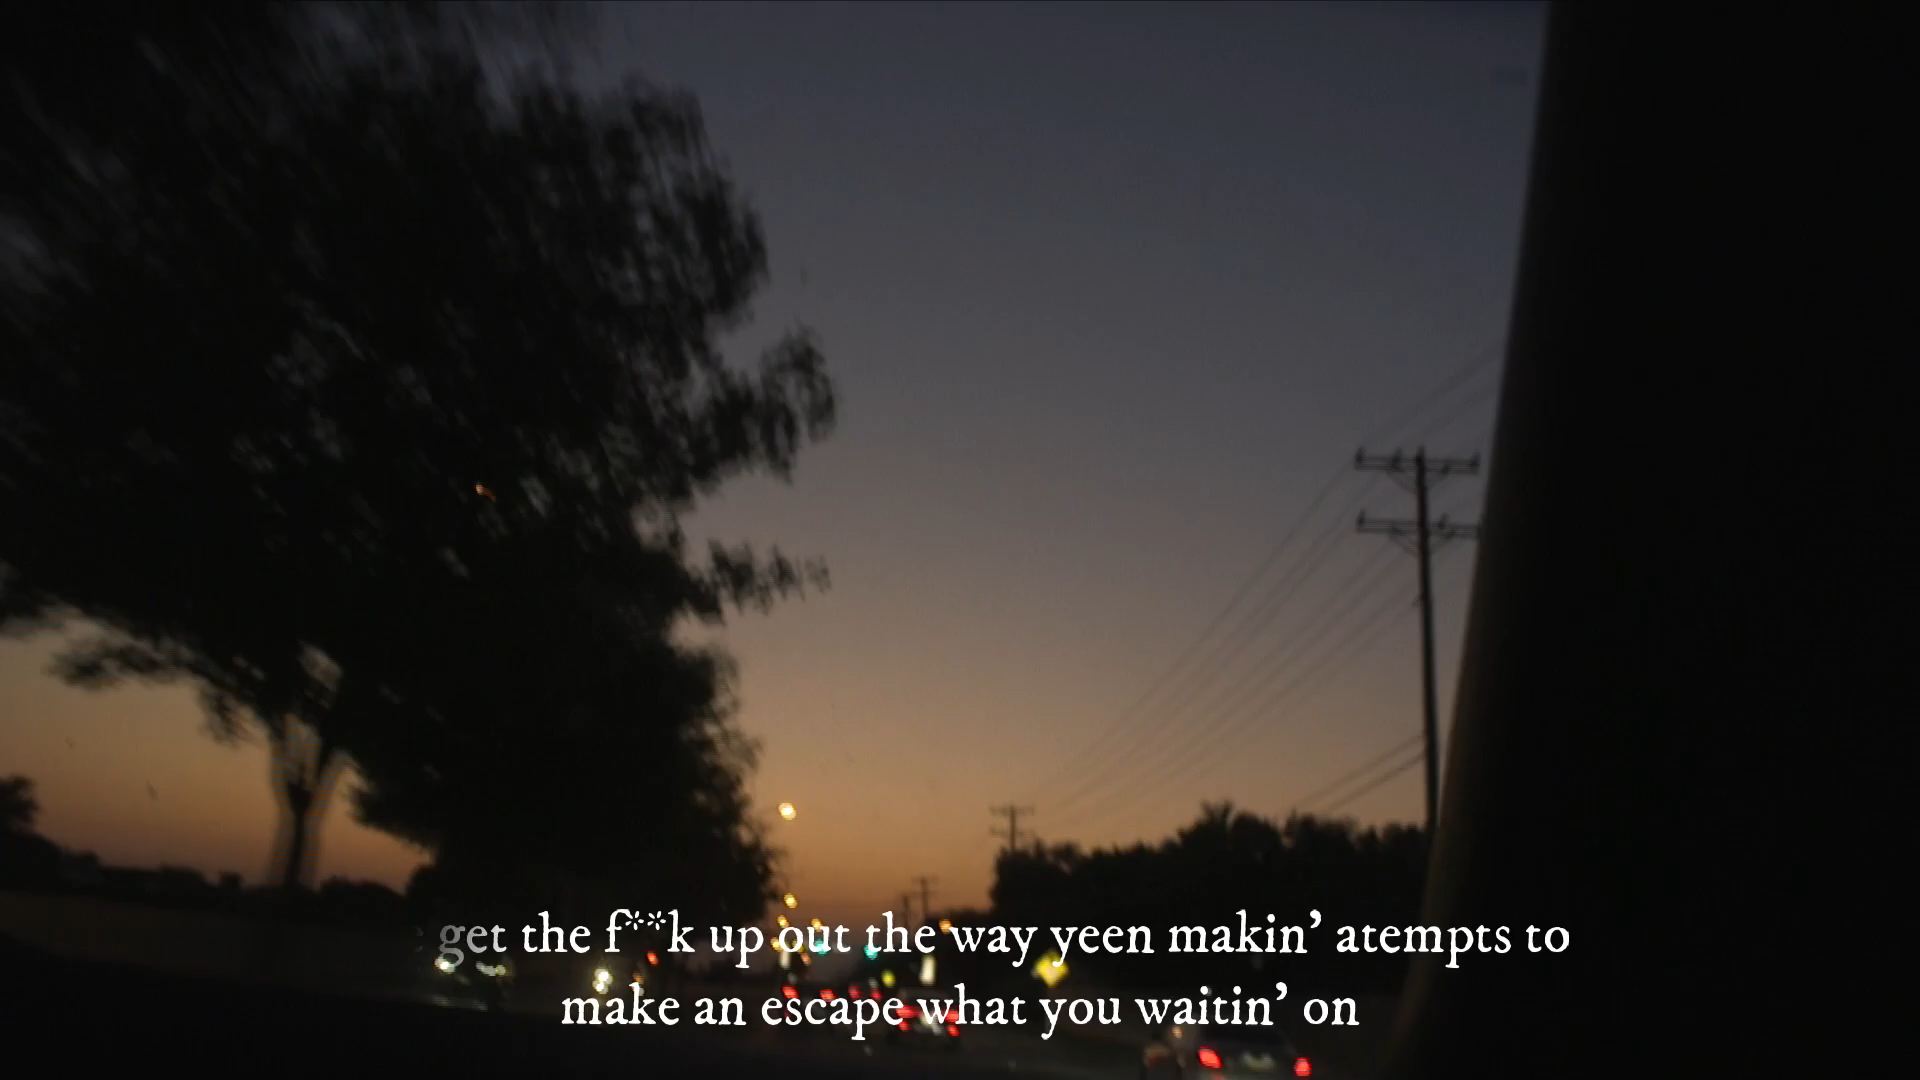 get the f**k up out the way yeen makin’ atempts to
make an escape what you waitin’ on